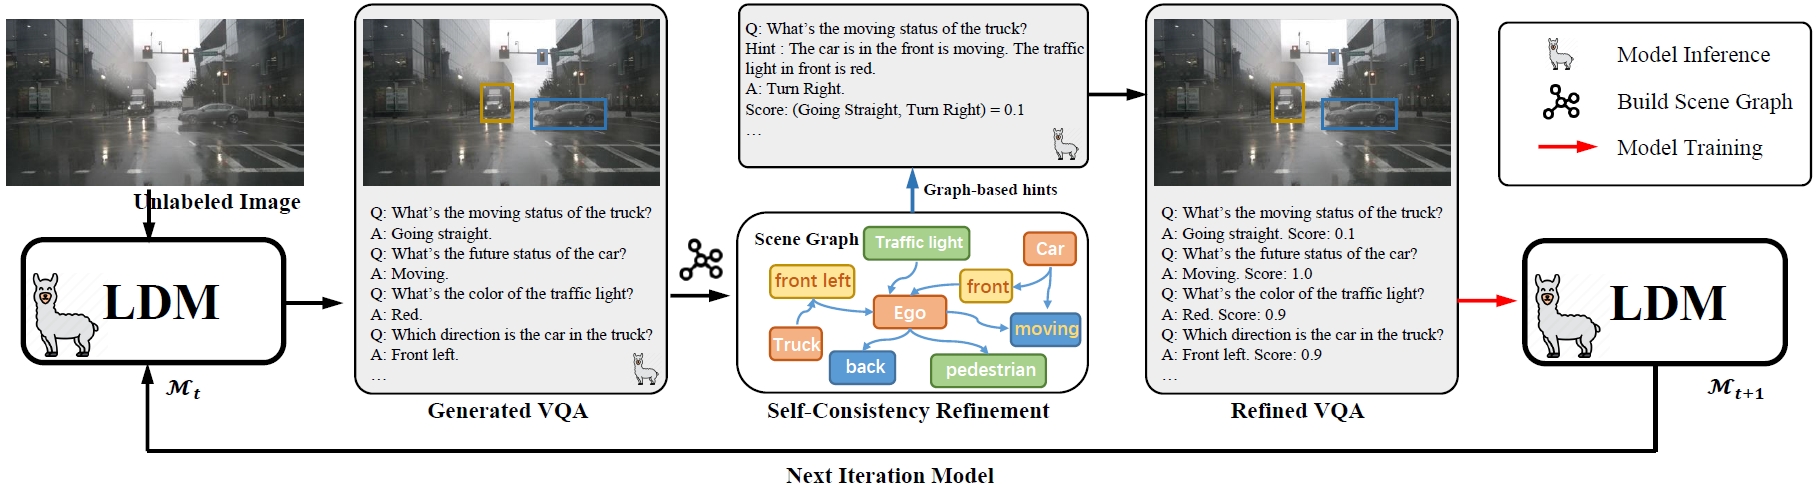 Unlabeled Image
LDM
𝓜t
Q: What's the moving status of the truck?
A: Going straight.
Q: What's the future status of the car?
A: Moving.
Q: What's the color of the traffic light?
A: Red.
Q: Which direction is the car in the truck?
A: Front left.
…
Generated VQA
Q: What's the moving status of the truck?
Hint : The car is in the front is moving. The traffic
light in front is red.
A: Turn Right.
Score: (Going Straight, Turn Right) = 0.1
…
Graph-based hints
Scene Graph
Traffic light
Car
front left
front
Ego
Truck
moving
back
pedestrian
Self-Consistency Refinement
Q: What's the moving status of the truck?
A: Going straight. Score: 0.1
Q: What's the future status of the car?
A: Moving. Score: 1.0
Q: What's the color of the traffic light?
A: Red. Score: 0.9
Q: Which direction is the car in the truck?
A: Front left. Score: 0.9
…
Refined VQA
Model Inference
Build Scene Graph
Model Training
LDM
𝓜t+1
Next Iteration Model